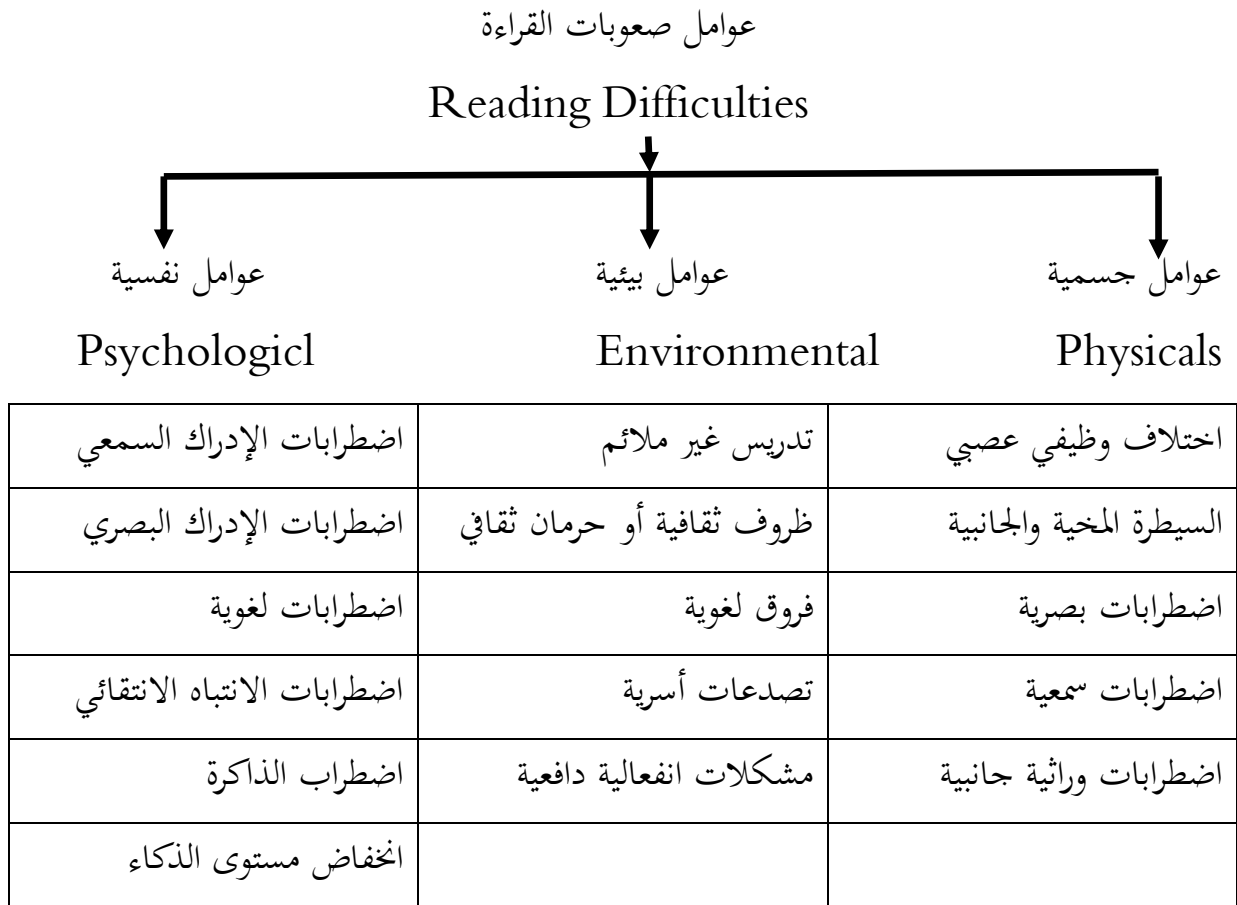 عوامل صعوبات القراءة
Reading Difficulties
عوامل جسمية عوامل بيئية عوامل نفسية
Physicals Environmental Psychologicl
اختلاف وظيفي عصبي تدريس غير ملائم اضطرابات الإدراك السمعي
السيطرة المخية والجانبية ظروف ثقافية أو حرمان ثقافي اضطرابات الإدراك البصري
اضطرابات بصرية فروق لغوية اضطرابات لغوية
اضطرابات سمعية تصدعات أسرية اضطرابات الانتباه الانتقائي
اضطرابات وراثية جانبية مشكلات انفعالية دافعية اضطراب الذاكرة
انخفاض مستوى الذكاء